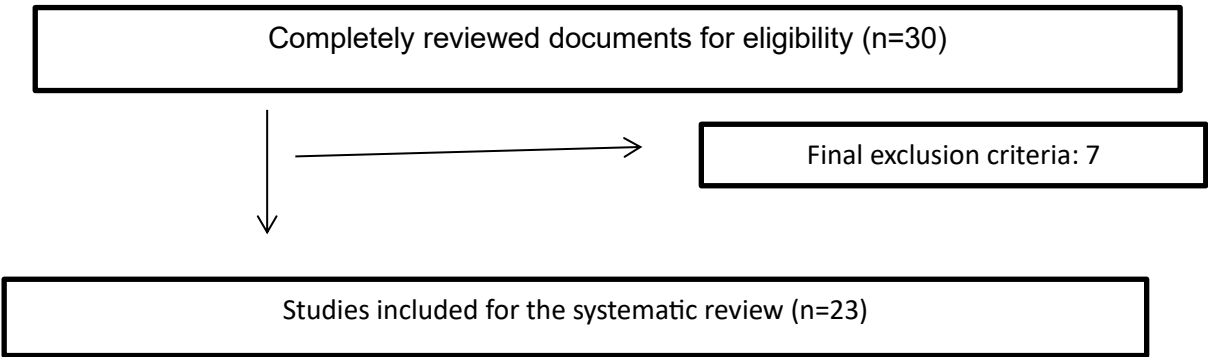 Completely reviewed documents for eligibility (n=30)
Final exclusion criteria: 7
Studies included for the systematic review (n=23)